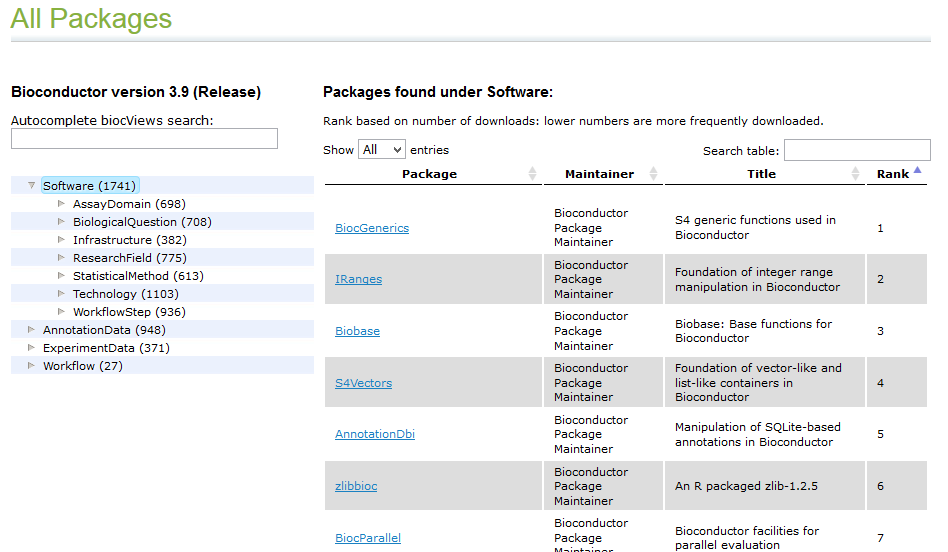 All Packages
Bioconductor version 3.9 (Release)
Autocomplete biocViews search:
Software (1741)
AssayDomain (698)
BiologicalQuestion (708)
Infrastructure (382)
ResearchField (775)
StatisticalMethod (613)
Technology (1103)
WorkflowStep (936)
AnnotationData (948)
ExperimentData (371)
Workflow (27)
Packages found under Software:
Rank based on number of downloads: lower numbers are more frequently downloaded.
Show All entries
Search table:
Package Maintainer Title Rank
BiocGenerics
Bioconductor
Package
Maintainer
S4 generic functions used in
Bioconductor
1
IRanges
Bioconductor
Package
Maintainer
Foundation of integer range
manipulation in Bioconductor
2
Biobase
Bioconductor
Package
Maintainer
Biobase: Base functions for
Bioconductor
3
S4Vectors
Bioconductor
Package
Maintainer
Foundation of vector-like and
list-like containers in
Bioconductor
4
AnnotationDbi
Bioconductor
Package
Maintainer
Manipulation of SQLite-based
annotations in Bioconductor
5
zlibbioc
Bioconductor
Package
Maintainer
An R packaged zlib-1.2.5
6
BiocParallel
Bioconductor
Package
Maintainer
Bioconductor facilities for
parallel evaluation
7